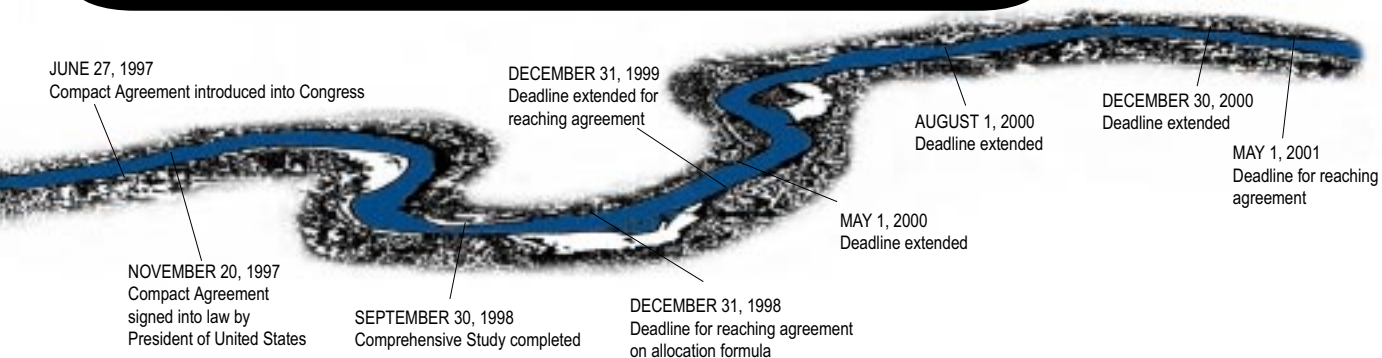 JUNE 27, 1997
Compact Agreement introduced into Congress
NOVEMBER 20, 1997
Compact Agreement
signed into law by
President of United States
SEPTEMBER 30, 1998
Comprehensive Study completed
DECEMBER 31, 1998
Deadline for reaching agreement
on allocation formula
DECEMBER 31, 1999
Deadline extended for
reaching agreement
MAY 1, 2000
Deadline extended
AUGUST 1, 2000
Deadline extended
DECEMBER 30, 2000
Deadline extended
MAY 1, 2001
Deadline for reaching
agreement